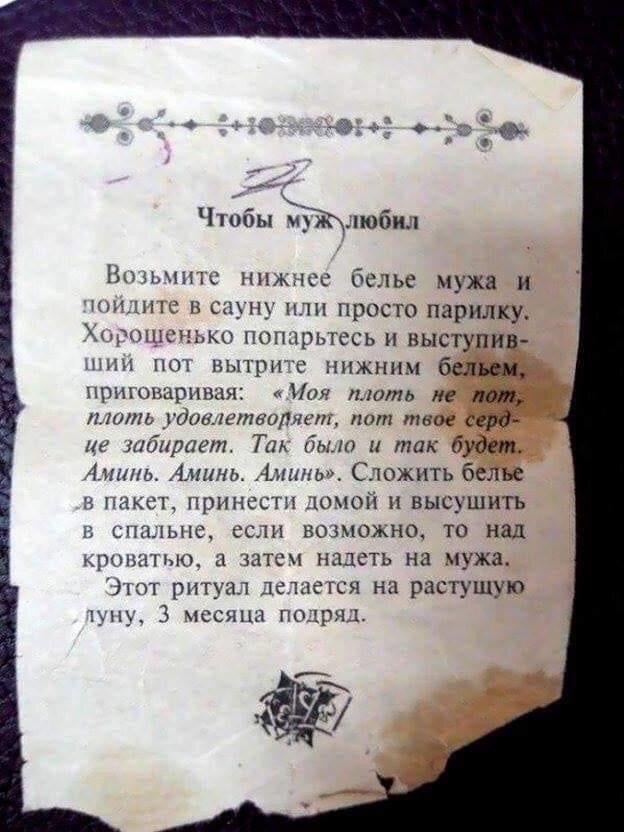 Чтобы муж любил
Возьмите нижнее белье мужа и
пойдите в сауну или просто парилку.
Хорошенько попарьтесь и выступив-
ший пот вытрите нижним бельем,
приговаривая: «Моя плоть не пот,
плоть удовлетворяет, пот твое серд-
це забирает. Так было и так будет.
Аминь. Аминь. Аминь». Сложить белье
в пакет, принести домой и высушить
в спальне, если возможно, то над
кроватью, а затем надеть на мужа.
Этот ритуал делается на растущую
луну, 3 месяца подряд.